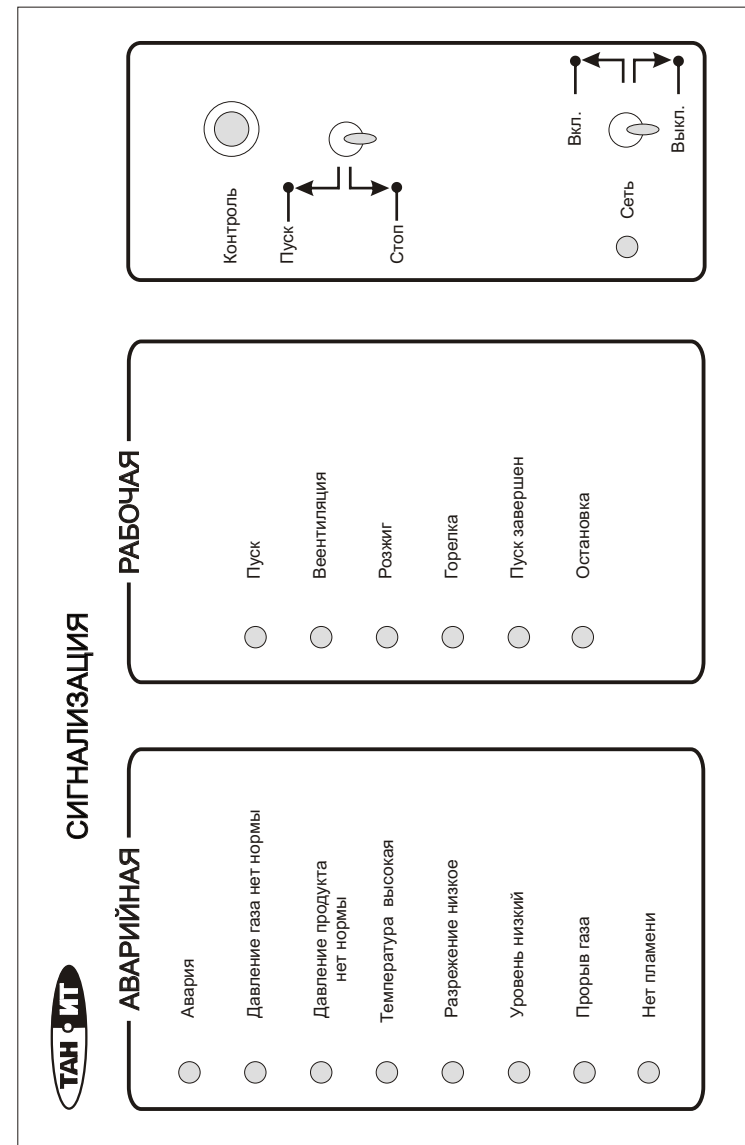 ТАН ИТ
СИГНАЛИЗАЦИЯ
АВАРИЙНАЯ
Авария
Давление газа нет нормы
Давление продукта
нет нормы
Температура высокая
Разрежение низкое
Уровень низкий
Прорыв газа
Нет пламени
РАБОЧАЯ
Пуск
Веентиляция
Розжиг
Горелка
Пуск завершен
Остановка
Контроль
Пуск
Стоп
Сеть
Вкл.
Выкл.